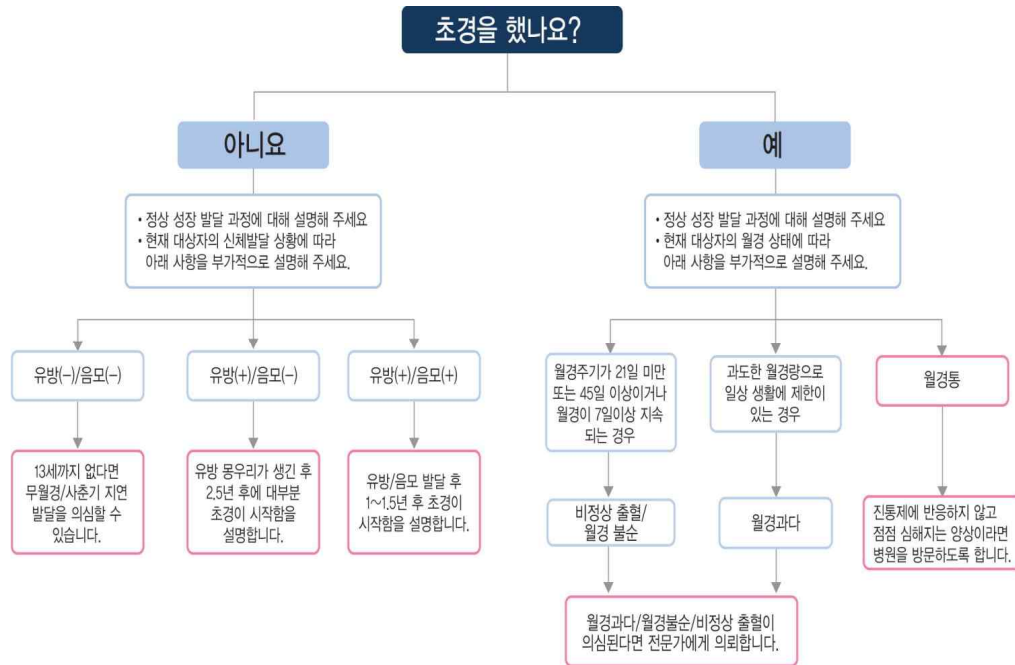 초경을 했나요?
아니요
• 정상 성장 발달 과정에 대해 설명해 주세요
• 현재 대상자의 신체발달 상황에 따라
아래 사항을 부가적으로 설명해 주세요.
유방(-)/음모(-)
13세까지 없다면
무월경/사춘기 지연
발달을 의심할 수
있습니다.
유방(+)/음모(-)
유방 몽우리가 생긴 후
2.5년 후에 대부분
초경이 시작함을
설명합니다.
유방(+)/음모(+)
유방/음모 발달 후
1~1.5년 후 초경이
시작함을 설명합니다.
예
• 정상 성장 발달 과정에 대해 설명해 주세요
• 현재 대상자의 월경 상태에 따라
아래 사항을 부가적으로 설명해 주세요.
월경주기가 21일 미만
또는 45일 이상이거나
월경이 7일이상 지속
되는 경우
비정상 출혈/
월경 불순
과도한 월경량으로
일상 생활에 제한이
있는 경우
월경과다
월경과다/월경불순/비정상 출혈이
의심된다면 전문가에게 의뢰합니다.
월경통
진통제에 반응하지 않고
점점 심해지는 양상이라면
병원을 방문하도록 합니다.